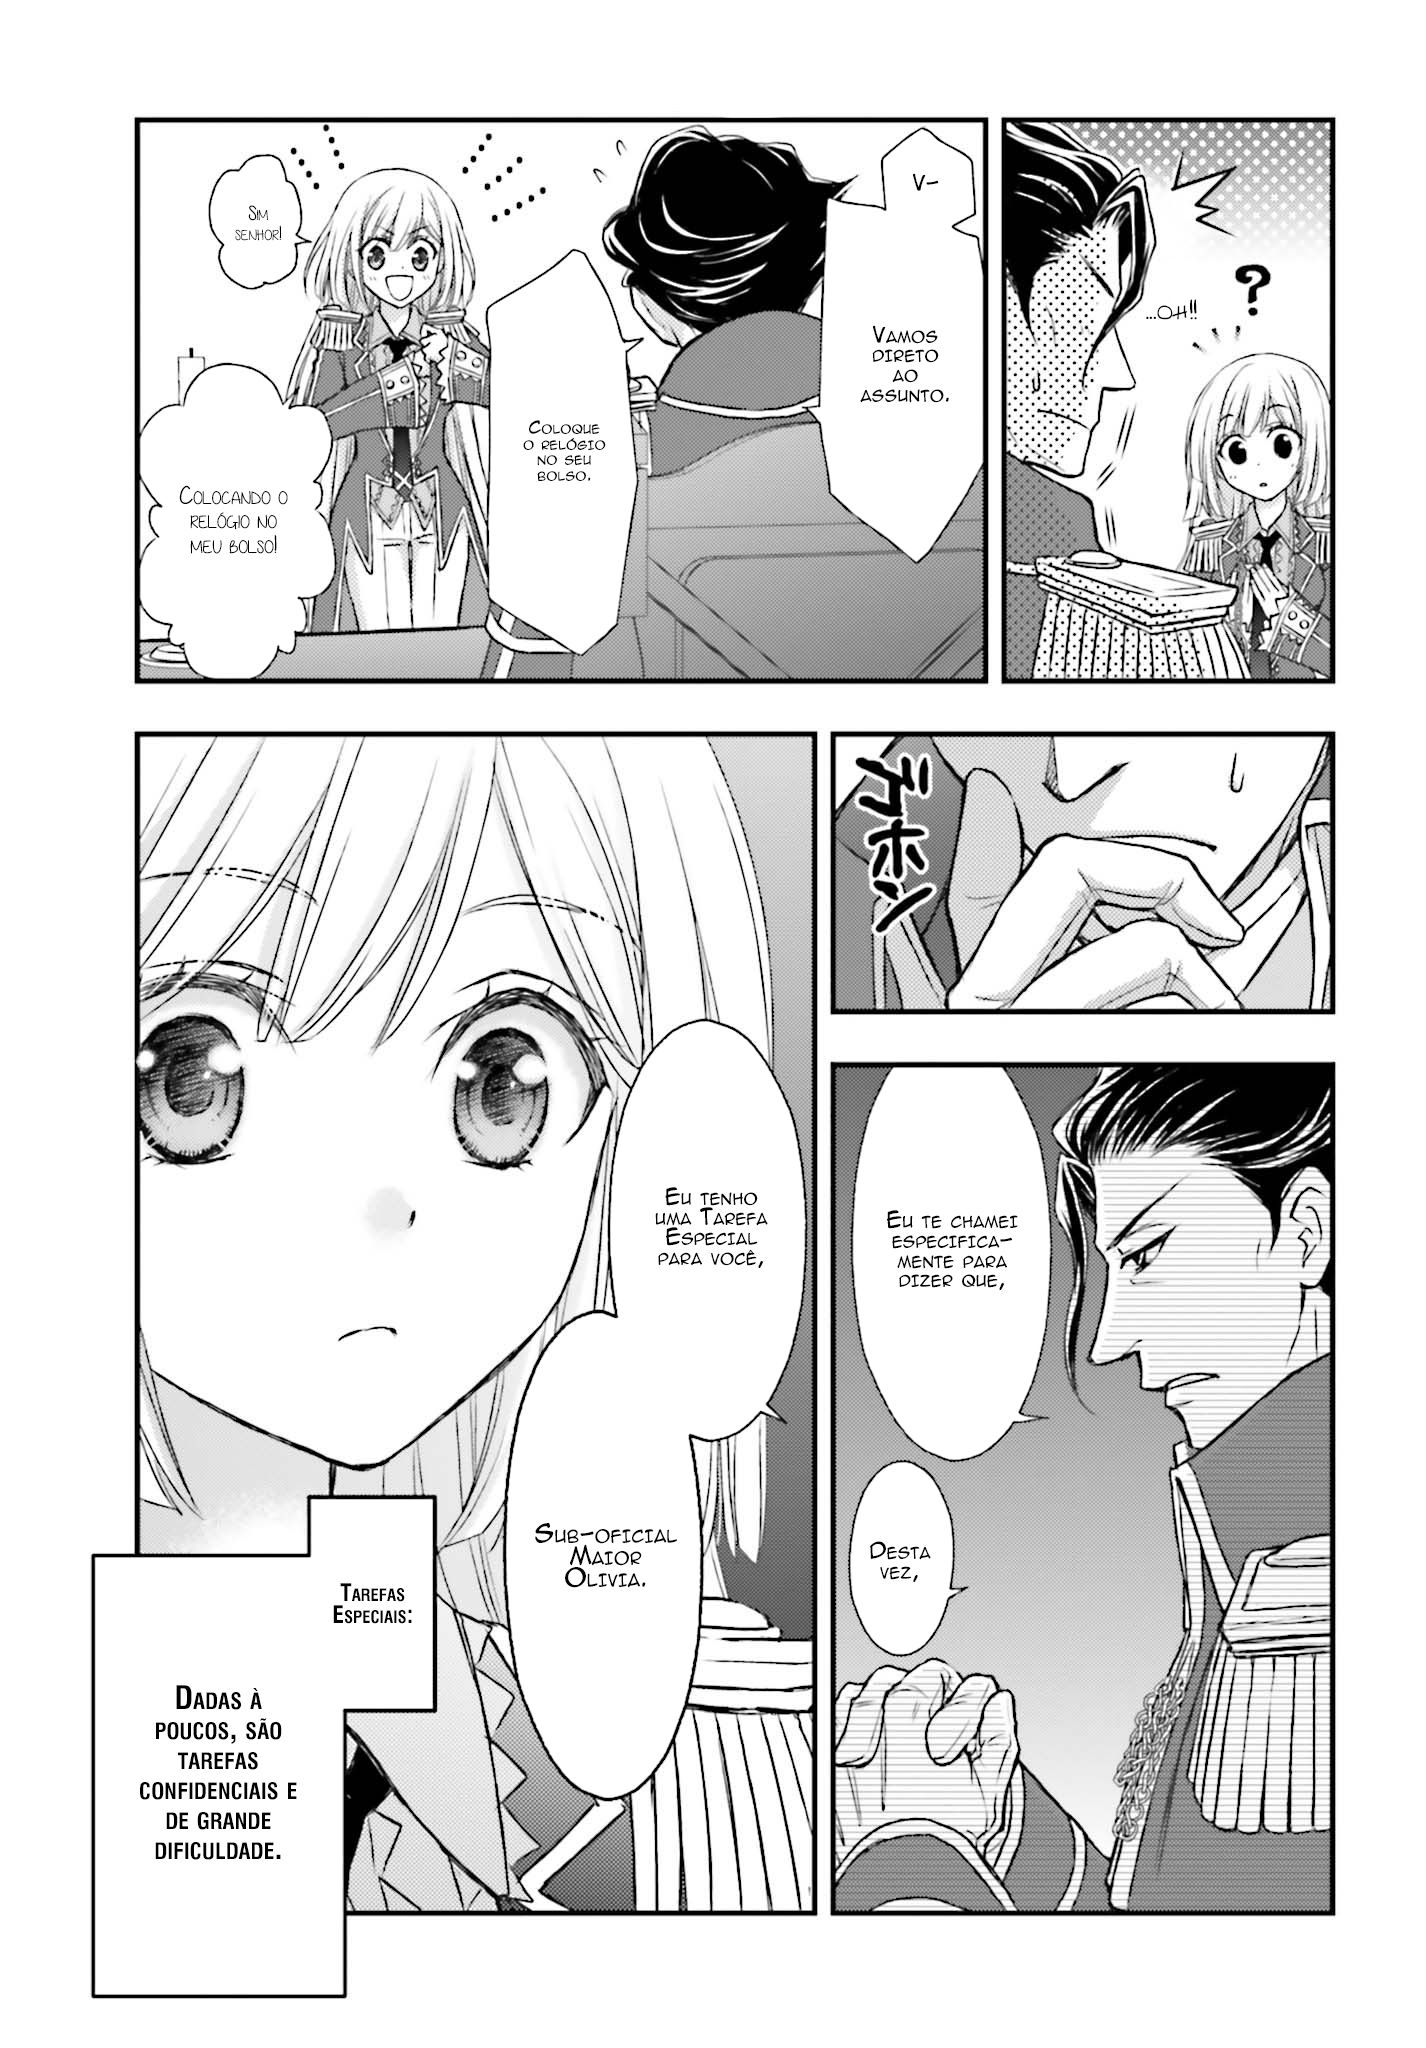 ...OH!!
?
V-
VAMOS
DIRETO
AO
ASSUNTO.
COLOQUE
O RELÓGIO
NO SEU
BOLSO.
SIM
SENHOR!
COLOCANDO O
RELÓGIO NO
MEU BOLSO!
ゴホン
EU TE CHAMEI
ESPECIFICA-
MENTE PARA
DIZER QUE,
DESTA
VEZ,
EU TENHO
UMA TAREFA
ESPECIAL
PARA VOCÊ,
SUB-OFICIAL
MAIOR
OLIVIA.
TAREFAS
ESPECIAIS:
DADAS À
POUCOS, SÃO
TAREFAS
CONFIDENCIAIS E
DE GRANDE
DIFICULDADE.